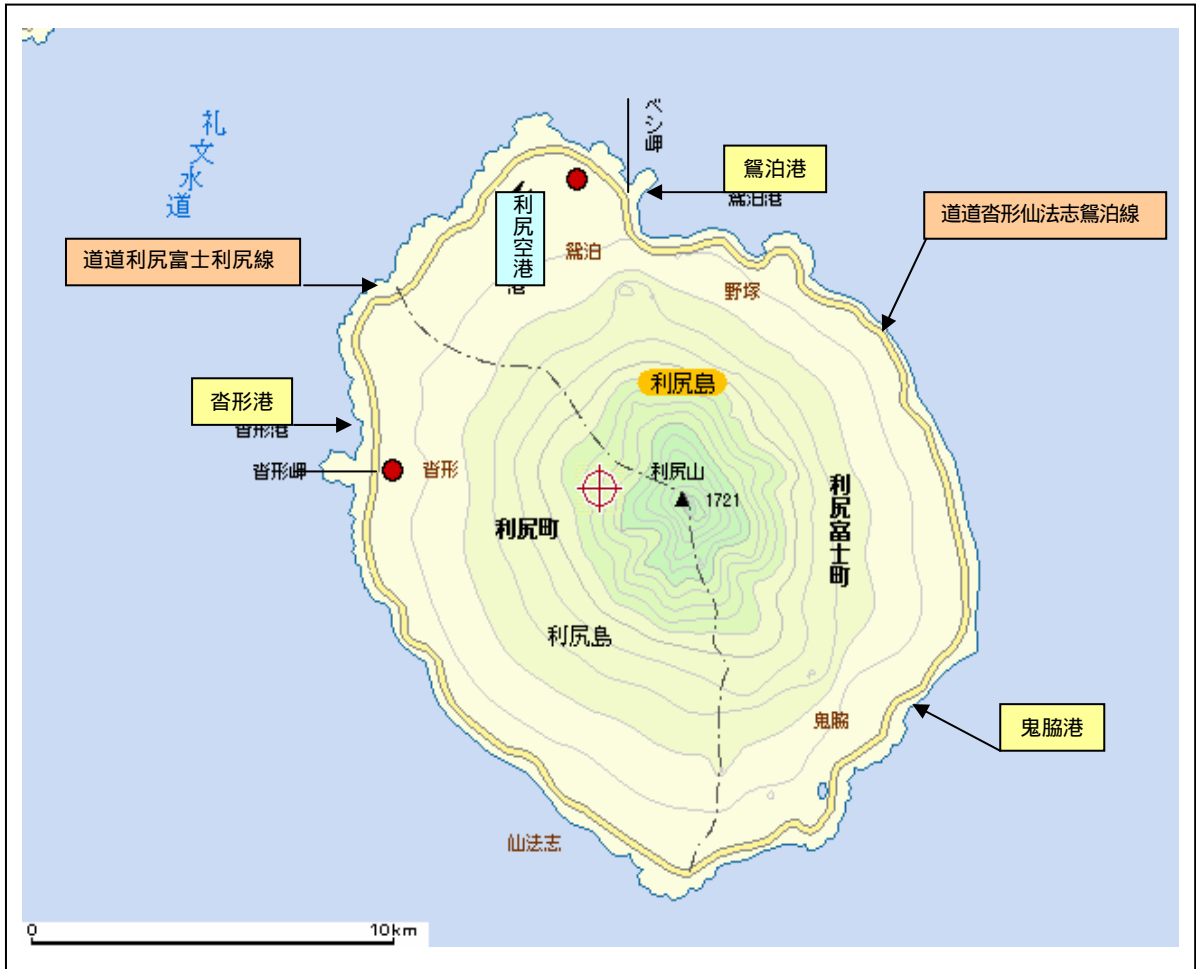 礼文水道
ペシ岬
鴛泊港
鴛泊港
道道沓形仙法志鴛泊線
利尻空港
港
鴛泊
道道利尻富士利尻線
野塚
利尻島
沓形港
沓形港
沓形岬
沓形
利尻山
1721
利尻町
利尻富士町
利尻島
鬼脇
鬼脇港
仙法志
0
10km